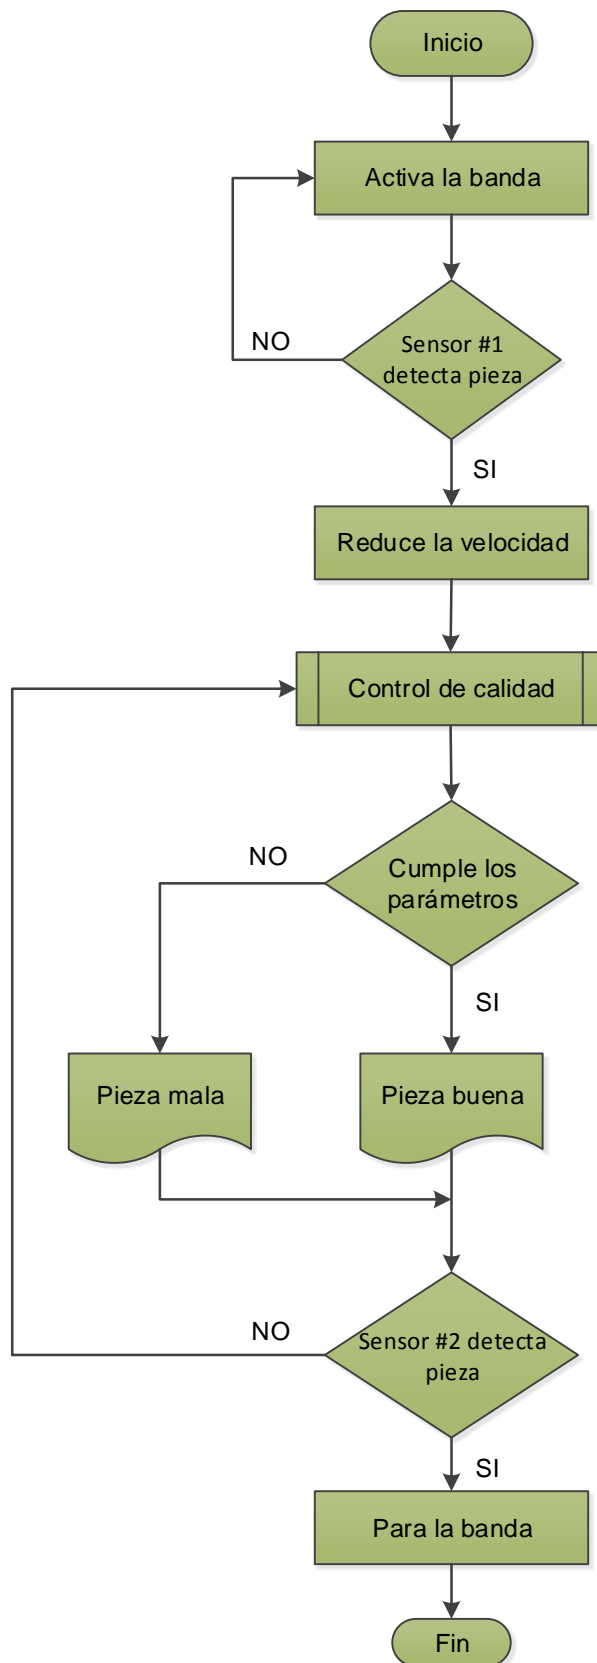 Inicio
Activa la banda
NO
Sensor #1
detecta pieza
SI
Reduce la velocidad
Control de calidad
NO
Cumple los
parámetros
SI
Pieza mala
Pieza buena
NO
Sensor #2 detecta
pieza
SI
Para la banda
Fin